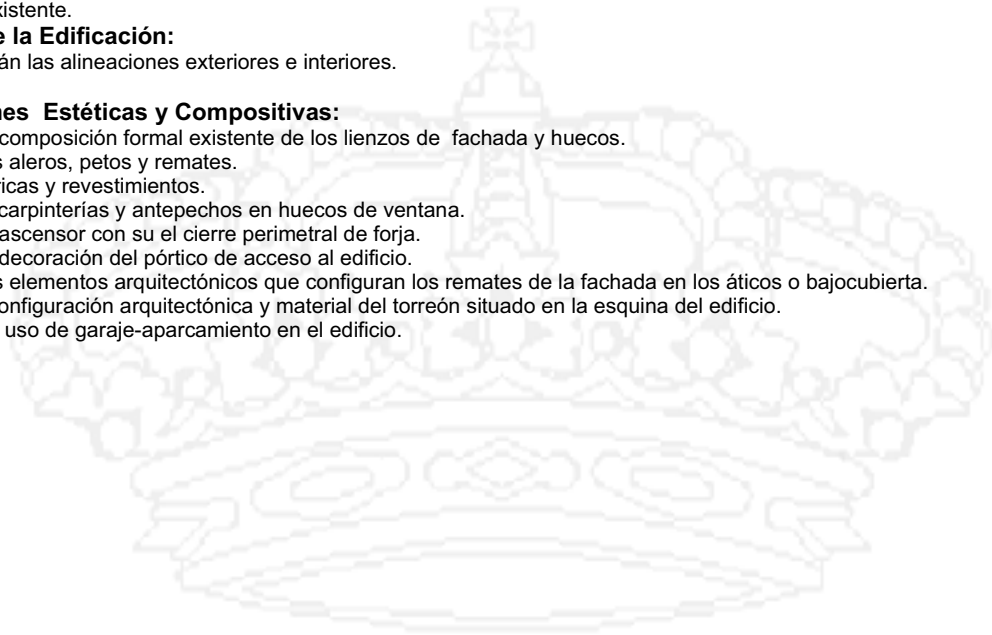 xistente.
e la Edificación:
án las alineaciones exteriores e interiores.
nes Estéticas y Compositivas:
composición formal existente de los lienzos de fachada y huecos.
s aleros, petos y remates.
ricas y revestimientos.
carpinterías y antepechos en huecos de ventana.
ascensor con su el cierre perimetral de forja.
decoración del pórtico de acceso al edificio.
s elementos arquitectónicos que configuran los remates de la fachada en los áticos o bajocubierta.
onfiguración arquitectónica y material del torreón situado en la esquina del edificio.
uso de garaje-aparcamiento en el edificio.